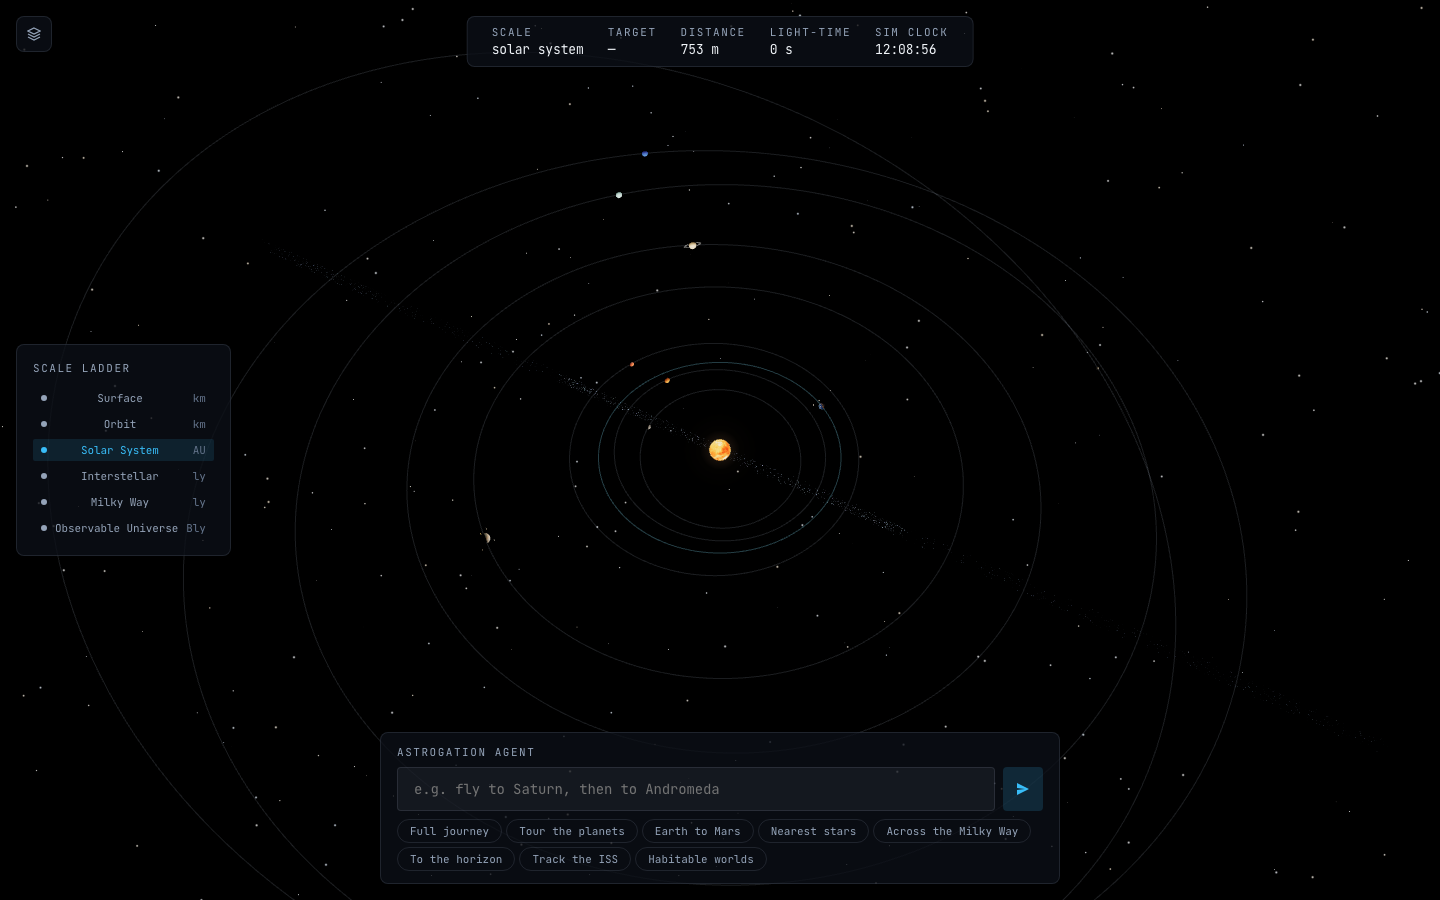 SCALE TARGET DISTANCE LIGHT-TIME SIM CLOCK
solar system — 753 m 0 s 12:08:56
SCALE LADDER
Surface km
Orbit km
Solar System AU
Interstellar ly
Milky Way ly
Observable Universe Bly
ASTROGATION AGENT
e.g. fly to Saturn, then to Andromeda
Full journey Tour the planets Earth to Mars Nearest stars Across the Milky Way
To the horizon Track the ISS Habitable worlds